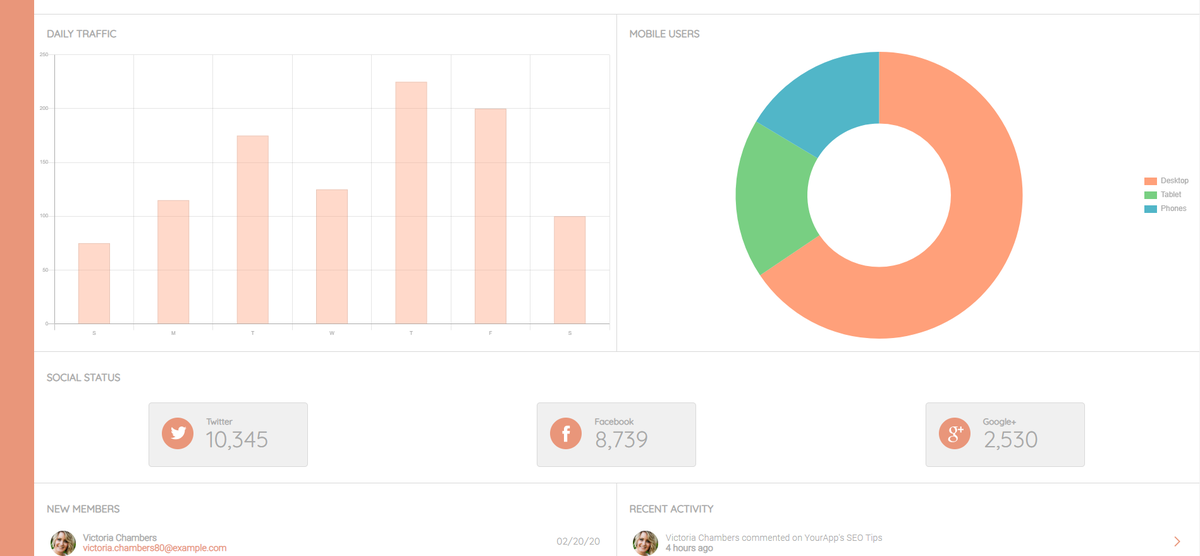 DAILY TRAFFIC
250
200
150
100
50
0
S M T W T F S
MOBILE USERS
Desktop
Tablet
Phones
SOCIAL STATUS
Twitter
10,345
Facebook
8,739
Google+
2,530
NEW MEMBERS
Victoria Chambers
victoria.chambers80@example.com
02/20/20
RECENT ACTIVITY
Victoria Chambers commented on YourApp's SEO Tips
4 hours ago